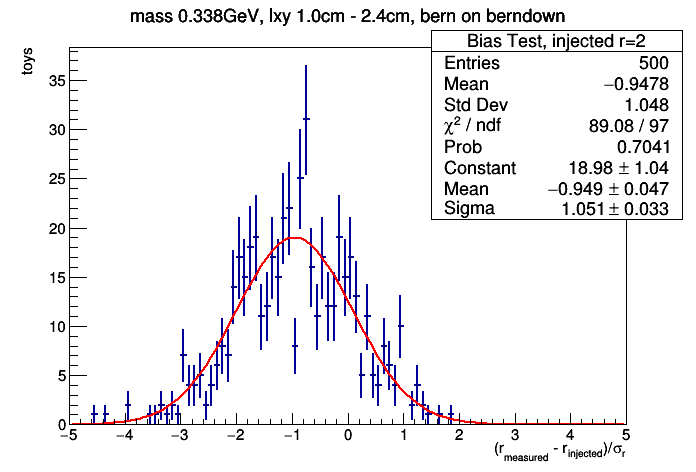 mass 0.338GeV, lxy 1.0cm - 2.4cm, bern on berndown
Bias Test, injected r=2
Entries 500
Mean −0.9478
Std Dev 1.048
χ² / ndf 89.08 / 97
Prob 0.7041
Constant 18.98 ± 1.04
Mean −0.949 ± 0.047
Sigma 1.051 ± 0.033
toys
35
30
25
20
15
10
5
0
−5 −4 −3 −2 −1 0 1 2 3 4 5
(r_measured - r_injected)/σ_r